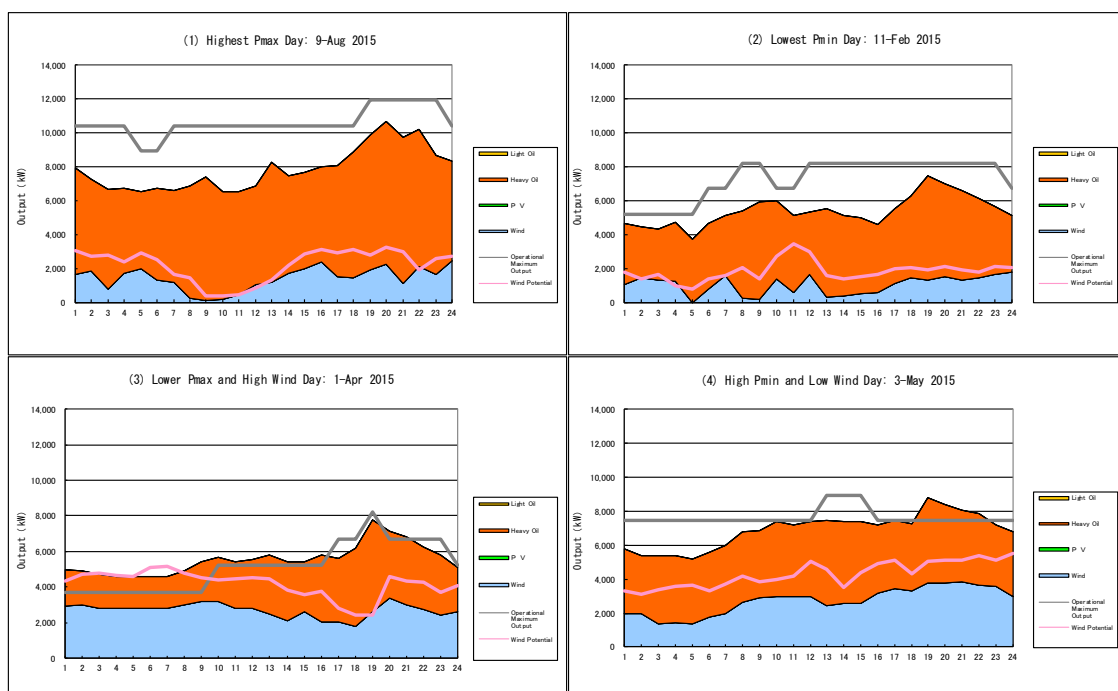 (1) Highest Pmax Day: 9-Aug 2015
14,000
12,000
10,000
8,000
6,000
4,000
2,000
0
Output (kW)
1 2 3 4 5 6 7 8 9 10 11 12 13 14 15 16 17 18 19 20 21 22 23 24
Light Oil
Heavy Oil
P V
Wind
Operational
Maximum
Output
Wind Potential
(2) Lowest Pmin Day: 11-Feb 2015
14,000
12,000
10,000
8,000
6,000
4,000
2,000
0
Output (kW)
1 2 3 4 5 6 7 8 9 10 11 12 13 14 15 16 17 18 19 20 21 22 23 24
Light Oil
Heavy Oil
P V
Wind
Operational
Maximum
Output
Wind Potential
(3) Lower Pmax and High Wind Day: 1-Apr 2015
14,000
12,000
10,000
8,000
6,000
4,000
2,000
0
Output (kW)
1 2 3 4 5 6 7 8 9 10 11 12 13 14 15 16 17 18 19 20 21 22 23 24
Light Oil
Heavy Oil
P V
Wind
Operational
Maximum
Output
Wind Potential
(4) High Pmin and Low Wind Day: 3-May 2015
14,000
12,000
10,000
8,000
6,000
4,000
2,000
0
Output (kW)
1 2 3 4 5 6 7 8 9 10 11 12 13 14 15 16 17 18 19 20 21 22 23 24
Light Oil
Heavy Oil
P V
Wind
Operational
Maximum
Output
Wind Potential